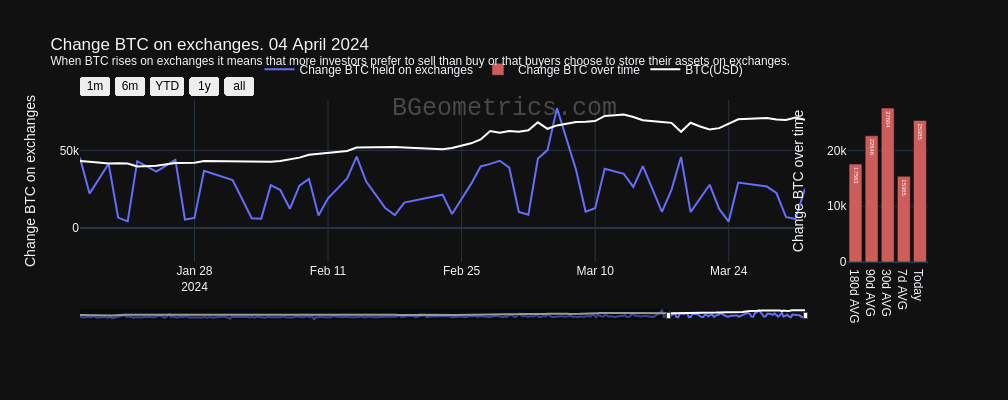 Change BTC on exchanges. 04 April 2024
When BTC rises on exchanges it means that more investors prefer to sell than buy or that buyers choose to store their assets on exchanges.
Change BTC held on exchanges Change BTC over time BTC(USD)
1m 6m YTD 1y all
BGeometrics.com
Change BTC on exchanges
50k
0
Jan 28
2024
Feb 11
Feb 25
Mar 10
Mar 24
Change BTC over time
20k
10k
0
180d AVG
90d AVG
30d AVG
7d AVG
Today